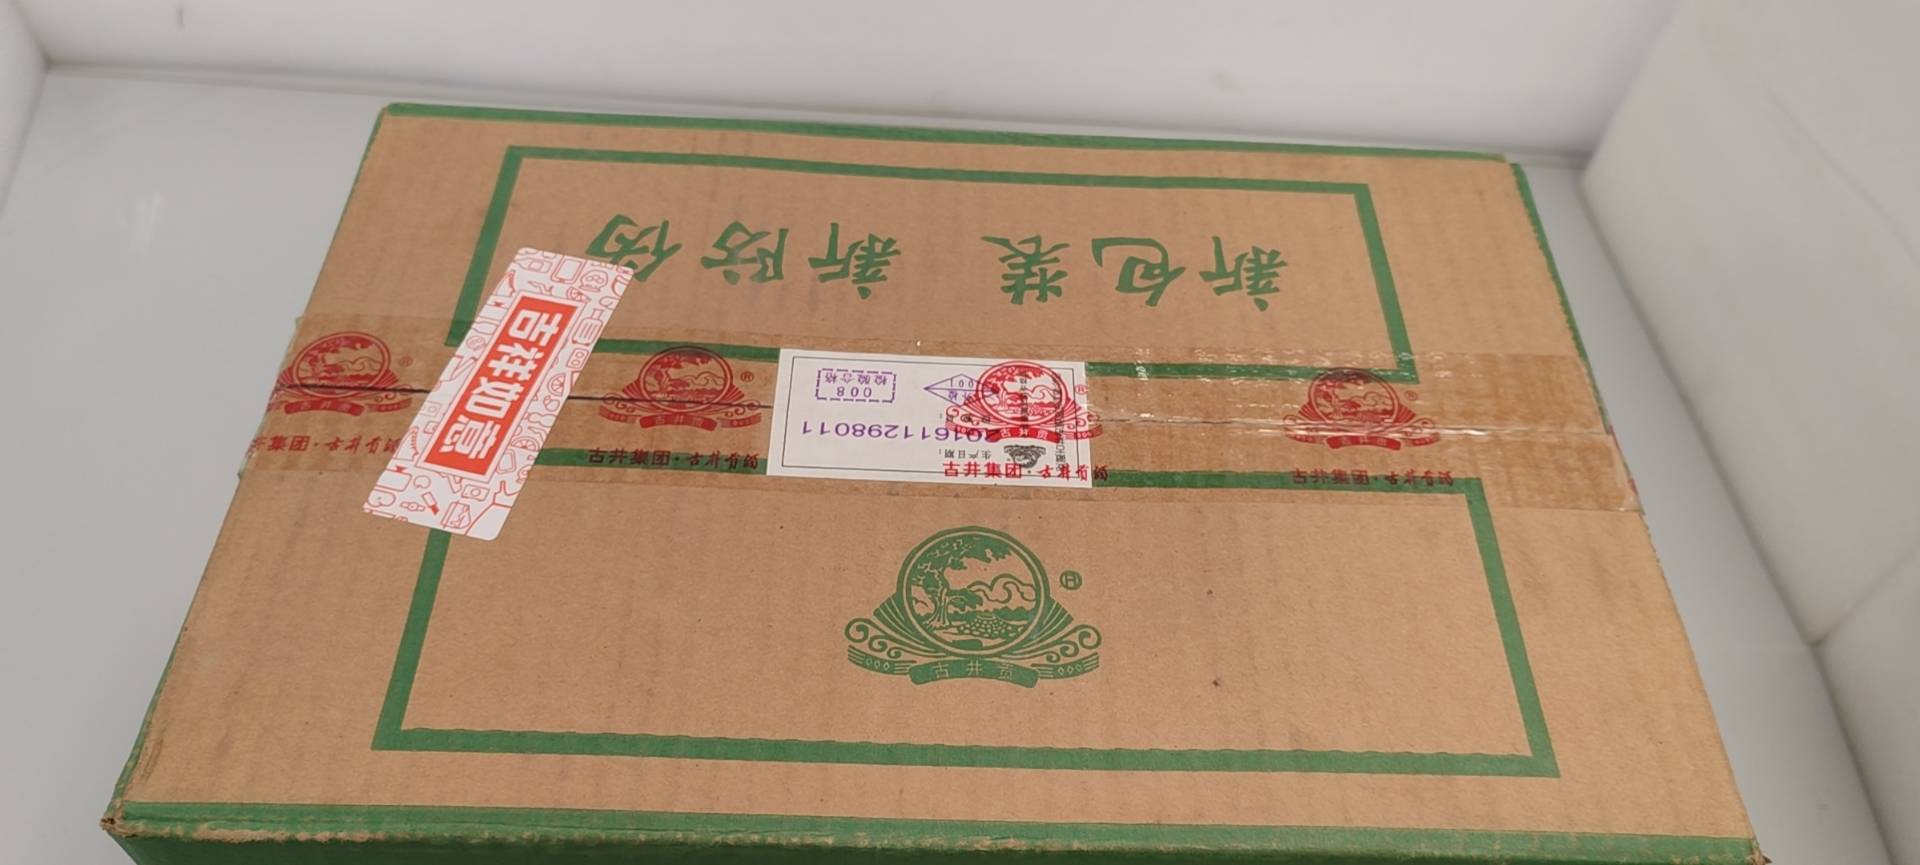 新包装 新防伪
吉祥如意
008
检验合格
001
生产日期:
集团·古井贡酒
古井集团·古井贡酒
古井集团·古井贡酒
古井集团·古井贡酒
古井贡
古井贡
®